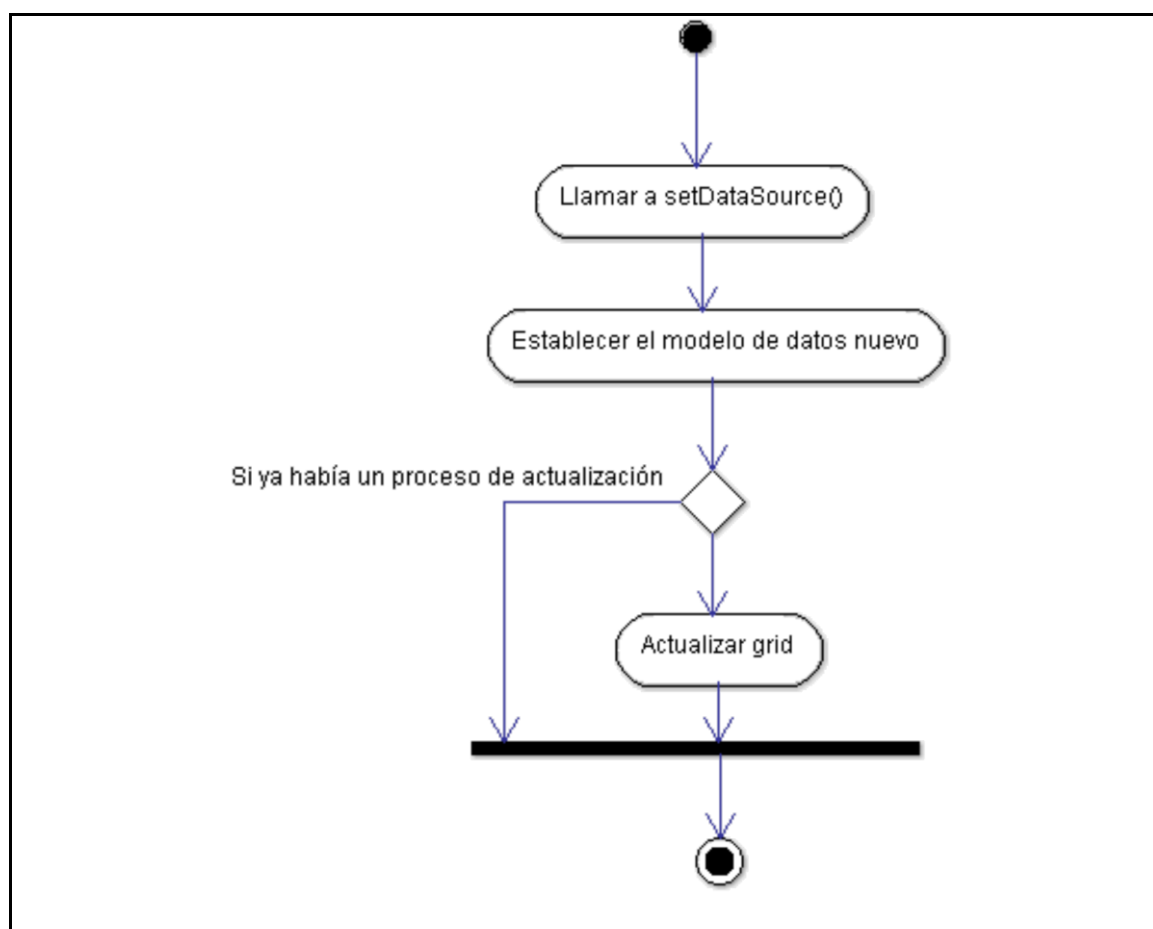 Llamar a setDataSource()
Establecer el modelo de datos nuevo
Si ya había un proceso de actualización
Actualizar grid